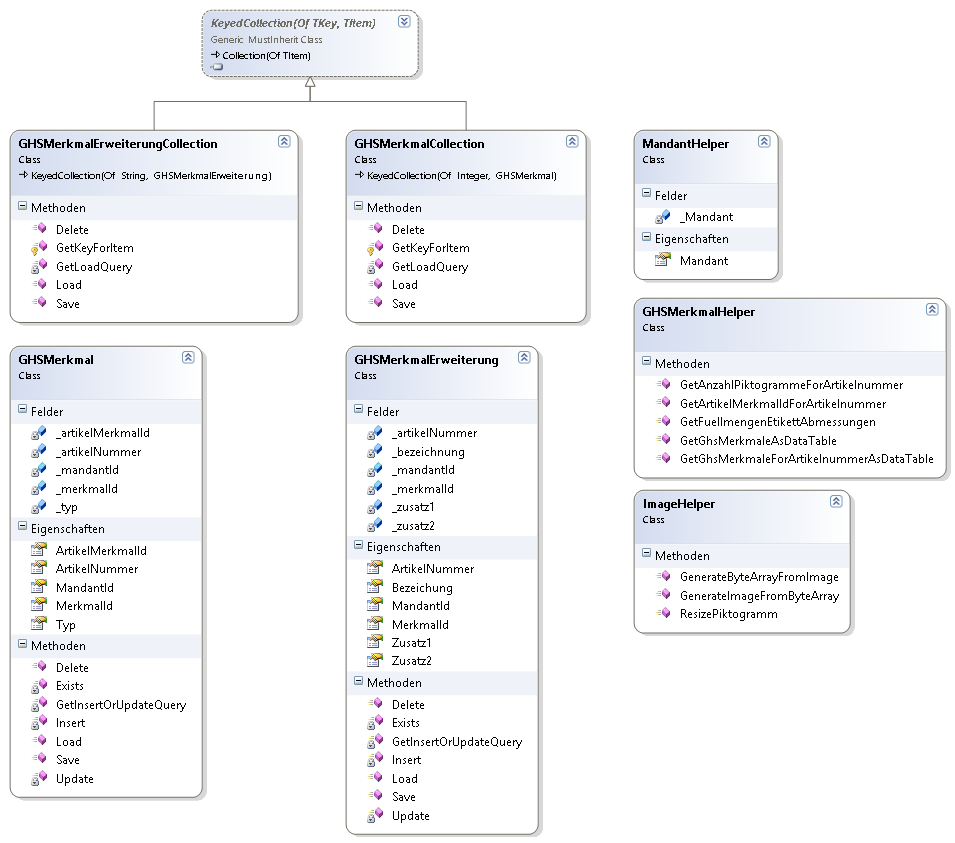 KeyedCollection(Of TKey, TItem)
Generic MustInherit Class
Collection(Of TItem)
GHSMerkmalErweiterungCollection
Class
KeyedCollection(Of String, GHSMerkmalErweiterung)
Methoden
Delete
GetKeyForItem
GetLoadQuery
Load
Save
GHSMerkmalCollection
Class
KeyedCollection(Of Integer, GHSMerkmal)
Methoden
Delete
GetKeyForItem
GetLoadQuery
Load
Save
MandantHelper
Class
Felder
_Mandant
Eigenschaften
Mandant
GHSMerkmalHelper
Class
Methoden
GetAnzahlPiktogrammeForArtikelnummer
GetArtikelMerkmalIdForArtikelnummer
GetFuellmengenEtikettAbmessungen
GetGhsMerkmaleAsDataTable
GetGhsMerkmaleForArtikelnummerAsDataTable
GHSMerkmal
Class
Felder
_artikelMerkmalId
_artikelNummer
_mandantId
_merkmalId
_typ
Eigenschaften
ArtikelMerkmalId
ArtikelNummer
MandantId
MerkmalId
Typ
Methoden
Delete
Exists
GetInsertOrUpdateQuery
Insert
Load
Save
Update
GHSMerkmalErweiterung
Class
Felder
_artikelNummer
_bezeichnung
_mandantId
_merkmalId
_zusatz1
_zusatz2
Eigenschaften
ArtikelNummer
Bezeichung
MandantId
MerkmalId
Zusatz1
Zusatz2
Methoden
Delete
Exists
GetInsertOrUpdateQuery
Insert
Load
Save
Update
ImageHelper
Class
Methoden
GenerateByteArrayFromImage
GenerateImageFromByteArray
ResizePiktogramm